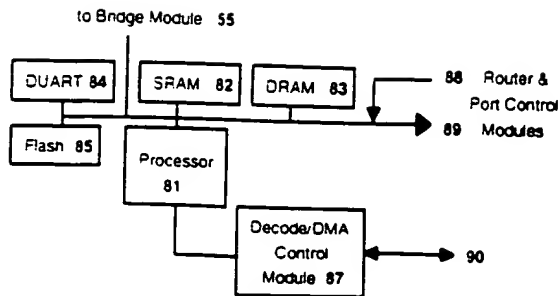 to Bridge Module 55
DUART 84
SRAM 82
DRAM 83
88 Router &
Port Control
89 Modules
Flash 85
Processor
81
Decode/DMA
Control
Module 87
90